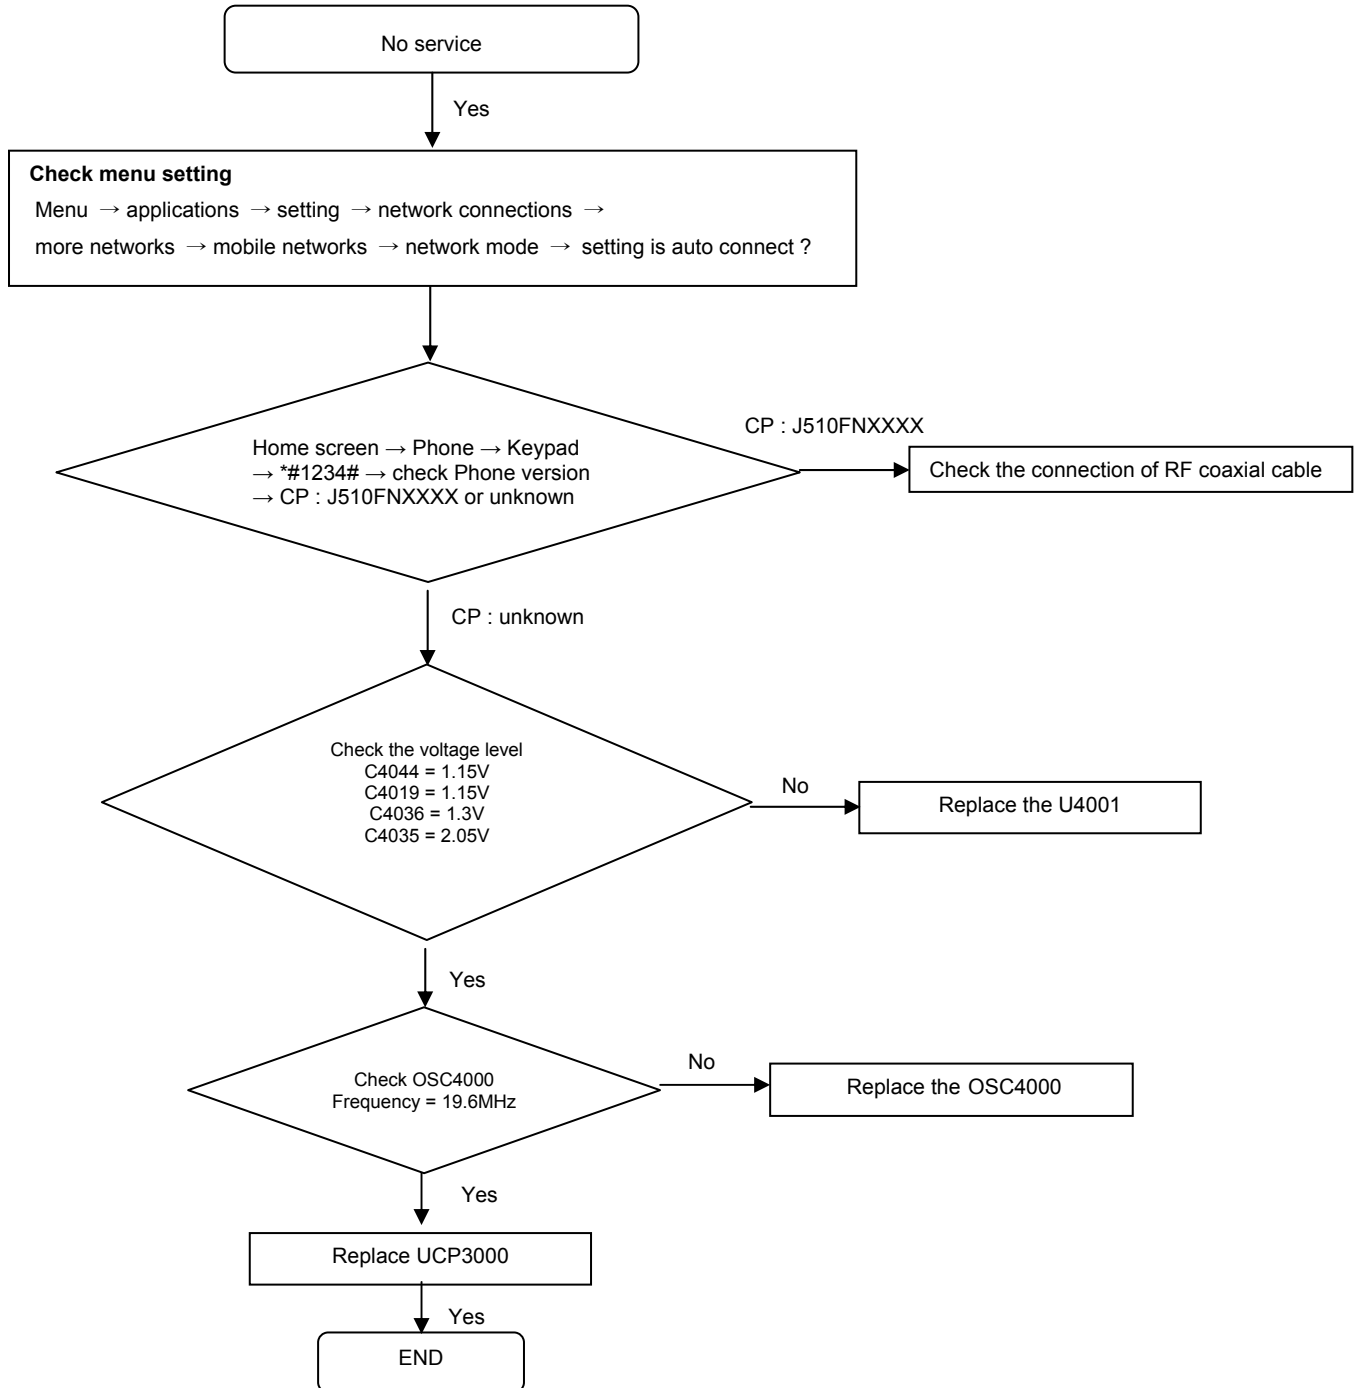 No service
Yes
Check menu setting
Menu → applications → setting → network connections →
more networks → mobile networks → network mode → setting is auto connect ?
CP : J510FNXXXX
Home screen → Phone → Keypad
→ *#1234# → check Phone version
→ CP : J510FNXXXX or unknown
Check the connection of RF coaxial cable
CP : unknown
Check the voltage level
C4044 = 1.15V
C4019 = 1.15V
C4036 = 1.3V
C4035 = 2.05V
No
Replace the U4001
Yes
Check OSC4000
Frequency = 19.6MHz
No
Replace the OSC4000
Yes
Replace UCP3000
Yes
END